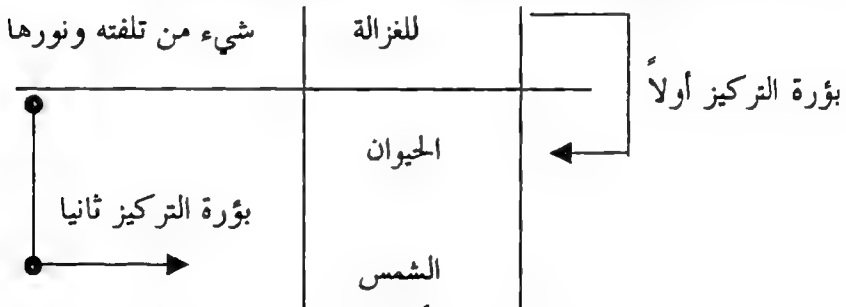 للغزالة شيء من تلفته ونورها
بؤرة التركيز أولاً
الحيوان
بؤرة التركيز ثانيا
الشمس